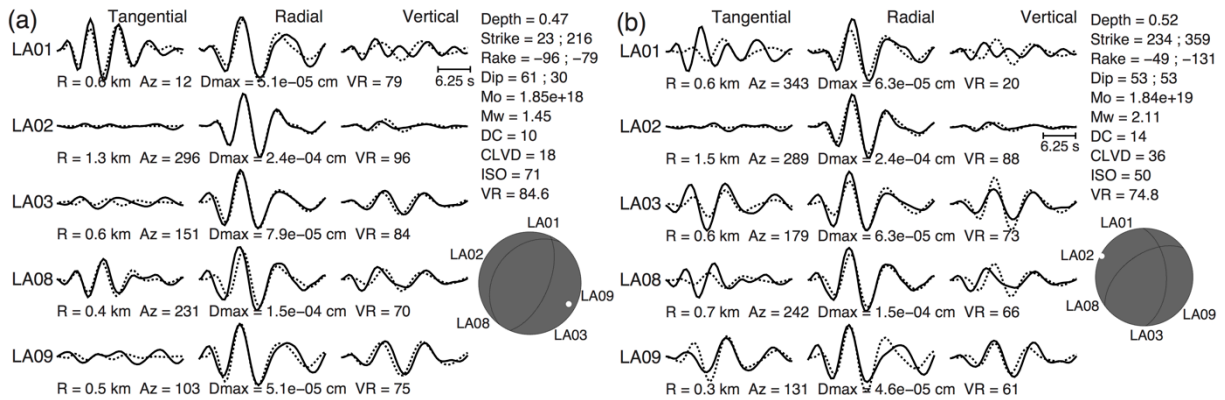 (a)
Tangential Radial Vertical
LA01
R = 0.6 km Az = 12 Dmax = 5.1e−05 cm VR = 79
6.25 s
LA02
R = 1.3 km Az = 296 Dmax = 2.4e−04 cm VR = 96
LA03
R = 0.6 km Az = 151 Dmax = 7.9e−05 cm VR = 84
LA08
R = 0.4 km Az = 231 Dmax = 1.5e−04 cm VR = 70
LA09
R = 0.5 km Az = 103 Dmax = 5.1e−05 cm VR = 75
Depth = 0.47
Strike = 23 ; 216
Rake = −96 ; −79
Dip = 61 ; 30
Mo = 1.85e+18
Mw = 1.45
DC = 10
CLVD = 18
ISO = 71
VR = 84.6
LA01
LA02
LA09
LA08
LA03
(b)
Tangential Radial Vertical
LA01
R = 0.6 km Az = 343 Dmax = 6.3e−05 cm VR = 20
LA02
6.25 s
R = 1.5 km Az = 289 Dmax = 2.4e−04 cm VR = 88
LA03
R = 0.6 km Az = 179 Dmax = 6.3e−05 cm VR = 73
LA08
R = 0.7 km Az = 242 Dmax = 1.5e−04 cm VR = 66
LA09
R = 0.3 km Az = 131 Dmax = 4.6e−05 cm VR = 61
Depth = 0.52
Strike = 234 ; 359
Rake = −49 ; −131
Dip = 53 ; 53
Mo = 1.84e+19
Mw = 2.11
DC = 14
CLVD = 36
ISO = 50
VR = 74.8
LA01
LA02
LA08
LA09
LA03